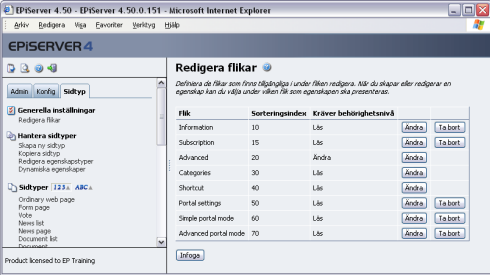 EPiServer 4.50 - EPiServer 4.50.0.151 - Microsoft Internet Explorer
Arkiv Redigera Visa Favoriter Verktyg Hjälp
EPiSERVER 4
Admin Konfig Sidtyp
Generella inställningar
Redigera flikar
Hantera sidtyper
Skapa ny sidtyp
Kopiera sidtyp
Redigera egenskapstyper
Dynamiska egenskaper
Sidtyper 123 ABC
Ordinary web page
Form page
Vote
News list
News page
Document list
Document
Product licensed to EP Training
Redigera flikar
Definiera de flikar som finns tillgängliga i under fliken redigera. När du skapar eller redigerar en
egenskap kan du välja under vilken flik som egenskapen ska presenteras.
Flik Sorteringsindex Kräver behörighetsnivå
Information 10 Läs Ändra Ta bort
Subscription 15 Läs Ändra Ta bort
Advanced 20 Ändra Ändra
Categories 30 Läs Ändra
Shortcut 40 Läs Ändra
Portal settings 50 Läs Ändra Ta bort
Simple portal mode 60 Läs Ändra Ta bort
Advanced portal mode 70 Läs Ändra Ta bort
Infoga